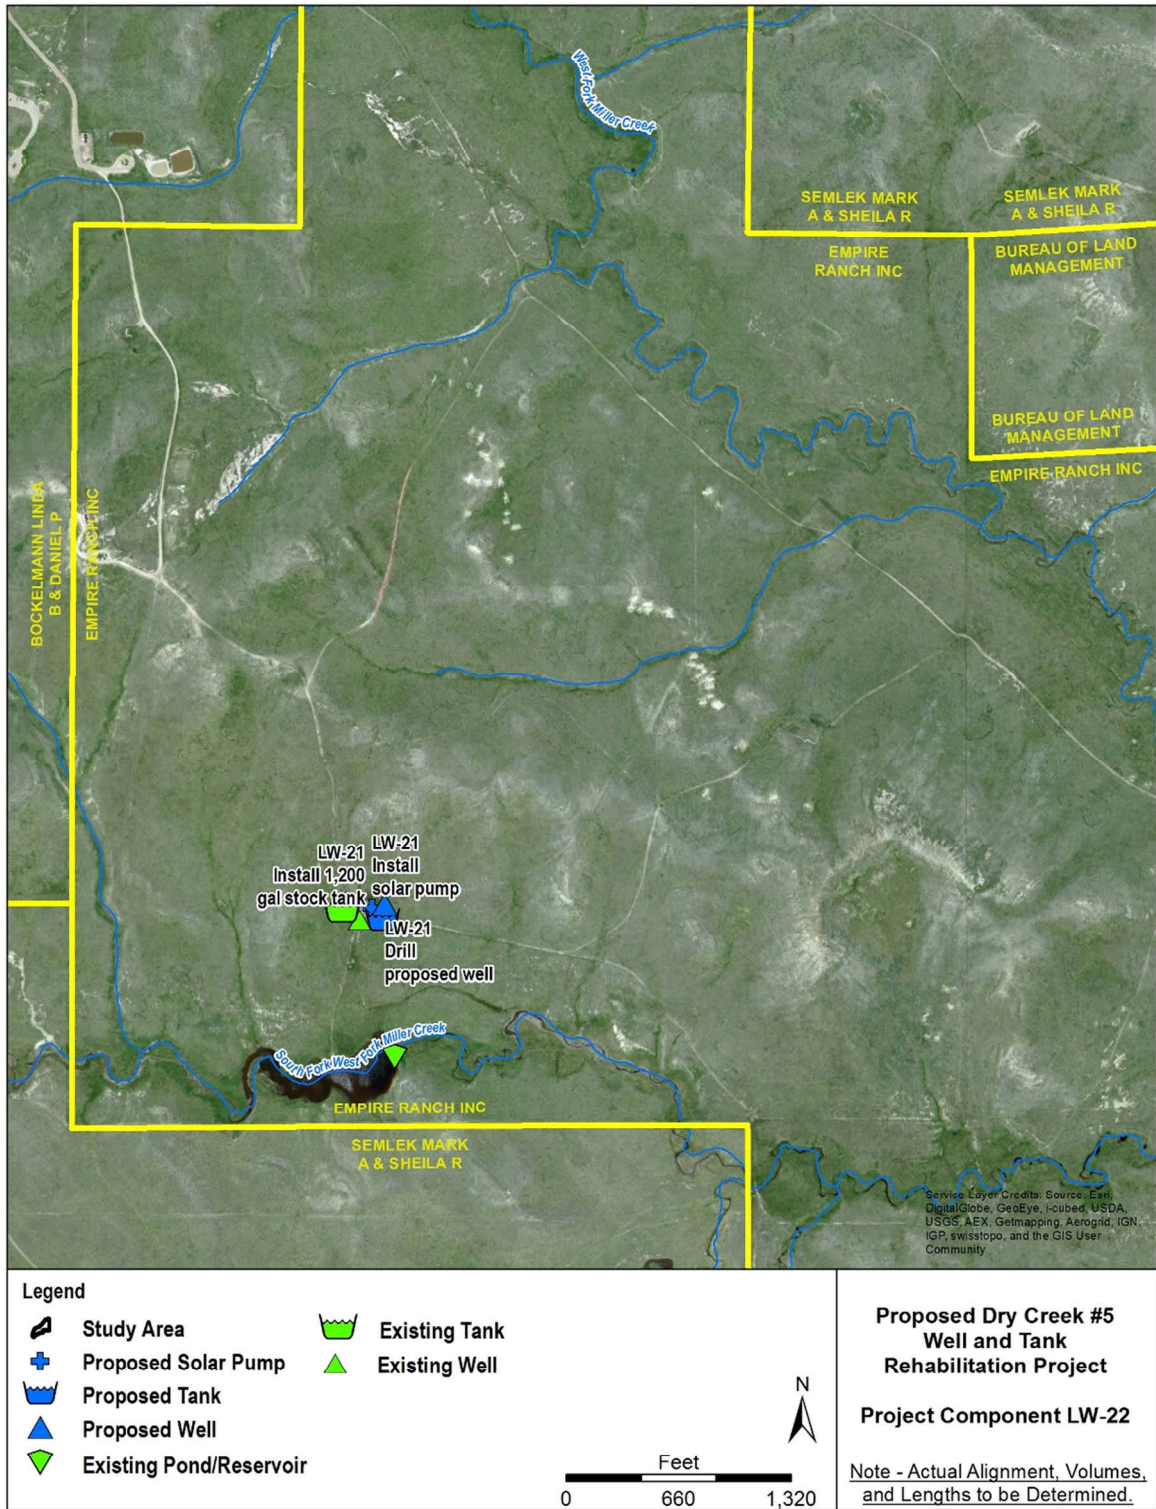 West Fork Miller Creek
SEMLEK MARK
A & SHEILA R
SEMLEK MARK
A & SHEILA R
EMPIRE
RANCH INC
BUREAU OF LAND
MANAGEMENT
BUREAU OF LAND
MANAGEMENT
EMPIRE RANCH INC
BOCKELMANN LINDA
B & DANIEL P
EMPIRE RANCH INC
LW-21
Install 1,200
gal stock tank
LW-21
Install
solar pump
LW-21
Drill
proposed well
South Fork West Fork Miller Creek
EMPIRE RANCH INC
SEMLEK MARK
A & SHEILA R
Service Layer Credits: Source: Esri,
DigitalGlobe, GeoEye, i-cubed, USDA,
USGS, AEX, Getmapping, Aerogrid, IGN,
IGP, swisstopo, and the GIS User
Community
Legend
Study Area
Proposed Solar Pump
Proposed Tank
Proposed Well
Existing Pond/Reservoir
Existing Tank
Existing Well
N
Feet
0 660 1,320
Proposed Dry Creek #5
Well and Tank
Rehabilitation Project
Project Component LW-22
Note - Actual Alignment, Volumes,
and Lengths to be Determined.